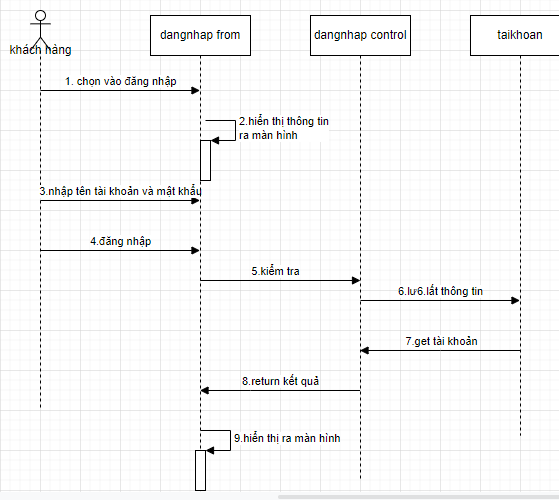 dangnhap from
dangnhap control
taikhoan
khách hàng
1. chọn vào đăng nhập
2.hiển thị thông tin
ra màn hình
3.nhập tên tài khoản và mật khẩu
4.đăng nhập
5.kiểm tra
6.lư6.lất thông tin
7.get tài khoản
8.return kết quả
9.hiển thị ra màn hình